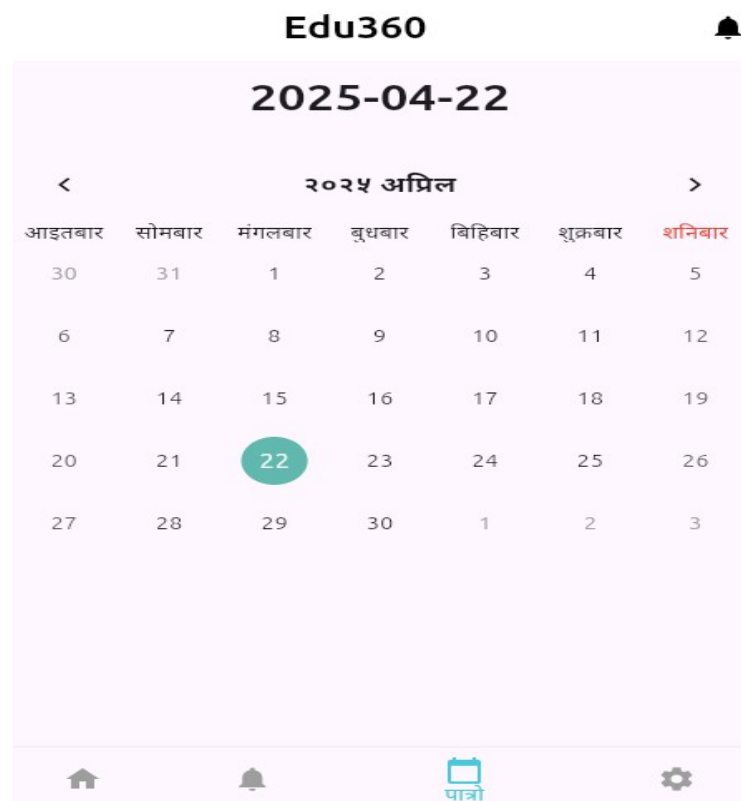 Edu360
2025-04-22
२०२५ अप्रिल
आइतबार सोमबार मंगलबार बुधबार बिहिबार शुक्रबार शनिबार
30 31 1 2 3 4 5
6 7 8 9 10 11 12
13 14 15 16 17 18 19
20 21 22 23 24 25 26
27 28 29 30 1 2 3
पात्रो